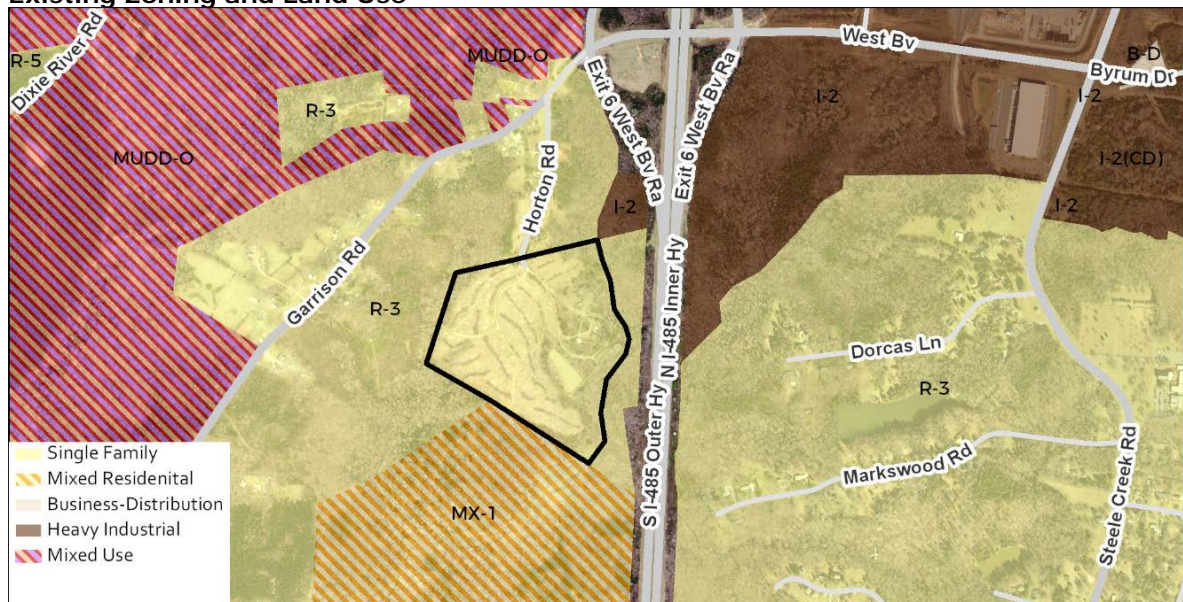 Existing Zoning and Land Use
R-5
Dixie River Rd
MUDD-O
West Bv
B-D
Byrum Dr
R-3
Exit 6 West Bv Ra
Exit 6 West Bv Ra
I-2
I-2
MUDD-O
I-2(CD)
Horton Rd
I-2
I-2
Garrison Rd
R-3
S I-485 Outer Hy
N I-485 Inner Hy
Dorcas Ln
R-3
Markswood Rd
Steele Creek Rd
MX-1
Single Family
Mixed Residenital
Business-Distribution
Heavy Industrial
Mixed Use